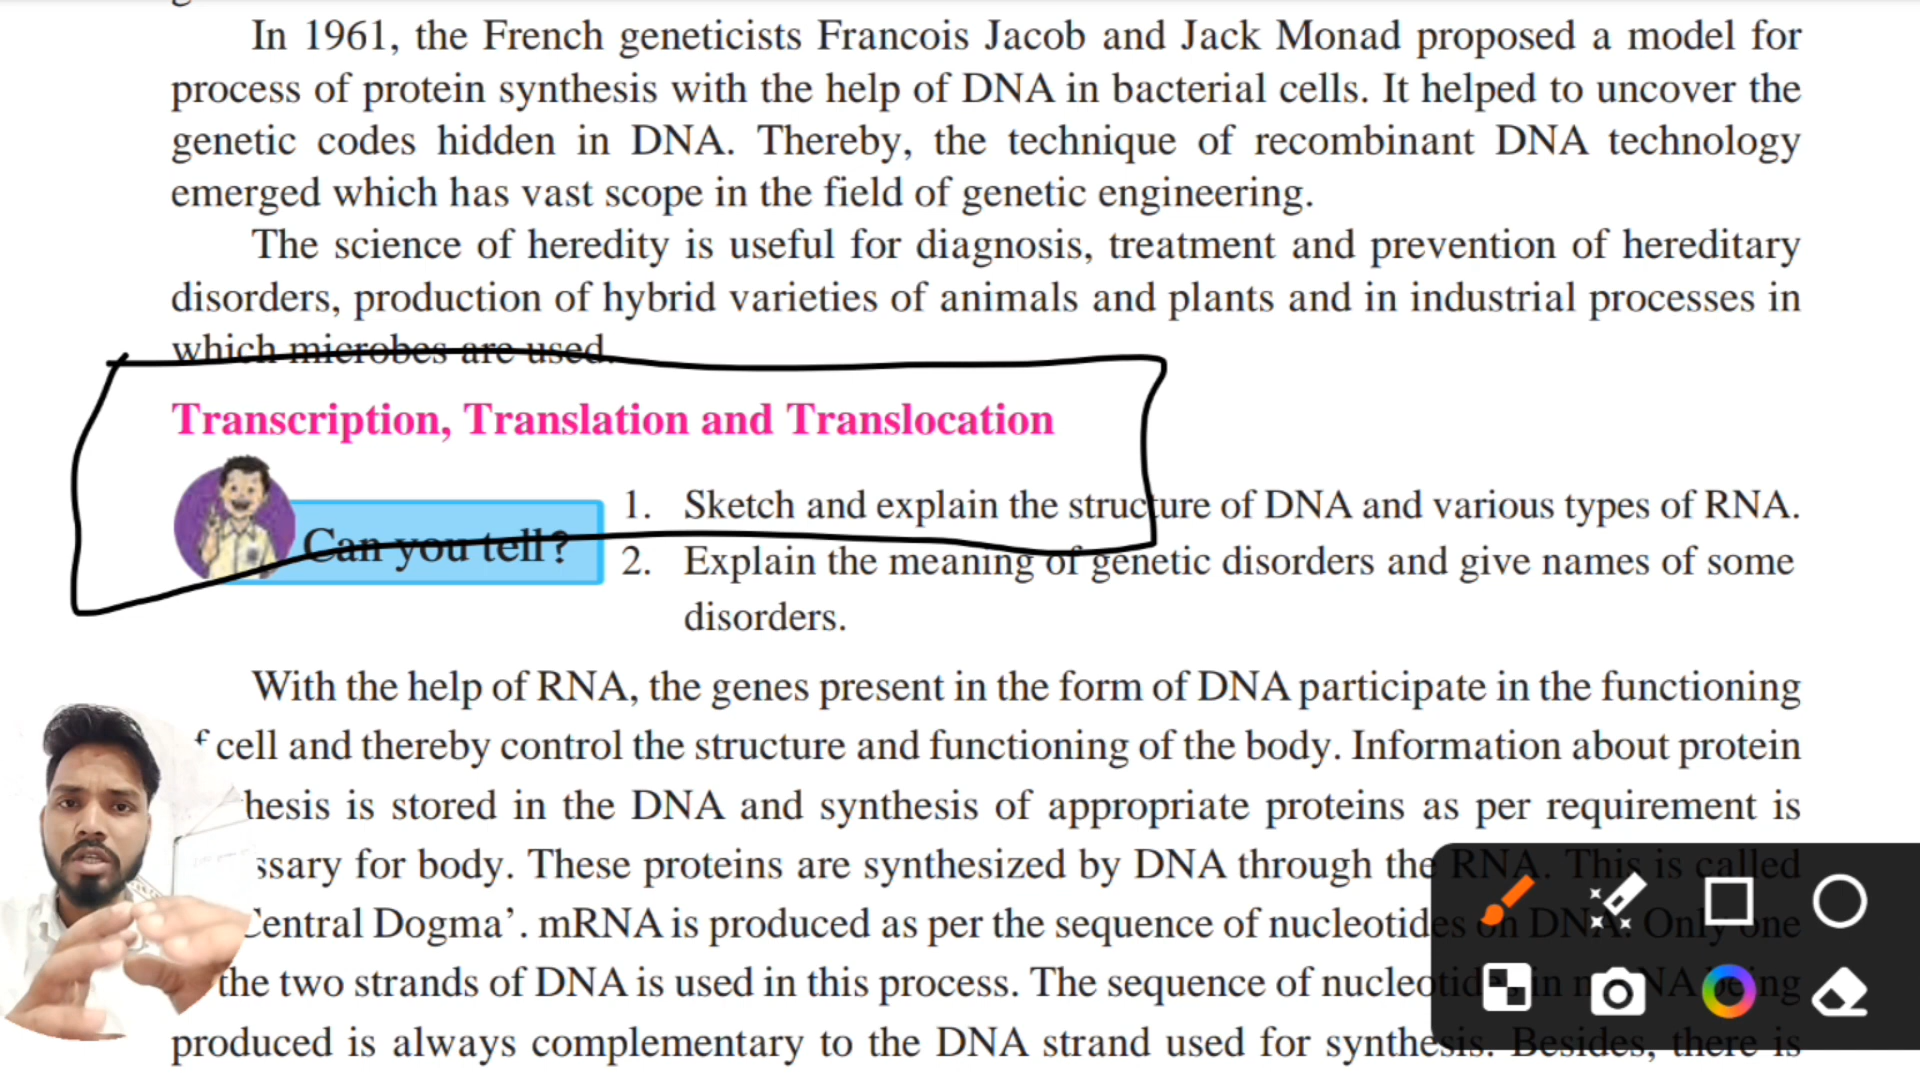 In 1961, the French geneticists Francois Jacob and Jack Monad proposed a model for
process of protein synthesis with the help of DNA in bacterial cells. It helped to uncover the
genetic codes hidden in DNA. Thereby, the technique of recombinant DNA technology
emerged which has vast scope in the field of genetic engineering.
The science of heredity is useful for diagnosis, treatment and prevention of hereditary
disorders, production of hybrid varieties of animals and plants and in industrial processes in
which microbes are used.
Transcription, Translation and Translocation
Can you tell?
1. Sketch and explain the structure of DNA and various types of RNA.
2. Explain the meaning of genetic disorders and give names of some
disorders.
With the help of RNA, the genes present in the form of DNA participate in the functioning
f cell and thereby control the structure and functioning of the body. Information about protein
hesis is stored in the DNA and synthesis of appropriate proteins as per requirement is
ssary for body. These proteins are synthesized by DNA through the RNA. This is called
Central Dogma’. mRNA is produced as per the sequence of nucleotides on DNA. Only one
the two strands of DNA is used in this process. The sequence of nucleotides in mRNA being
produced is always complementary to the DNA strand used for synthesis. Besides, there is